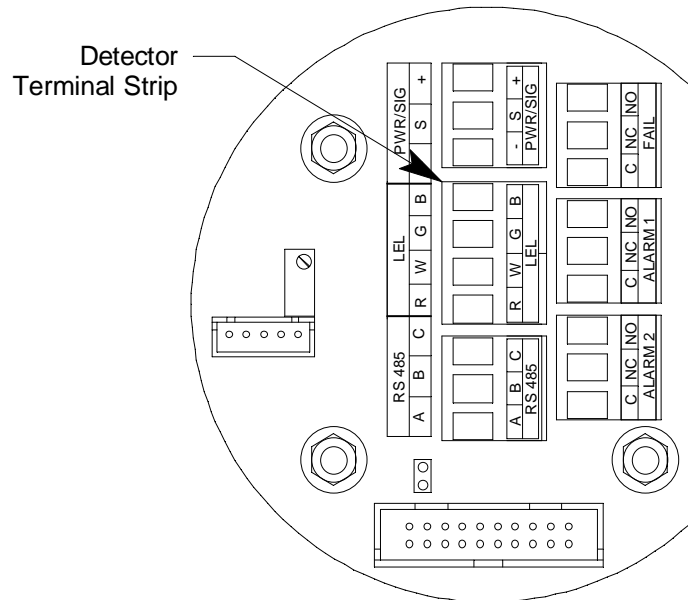 Detector
Terminal Strip
PWR/SIG
S +
- S +
PWR/SIG
C NC NO
FAIL
LEL
R W G B
R W G B
LEL
C NC NO
ALARM 1
RS 485
A B C
A B C
RS 485
C NC NO
ALARM 2